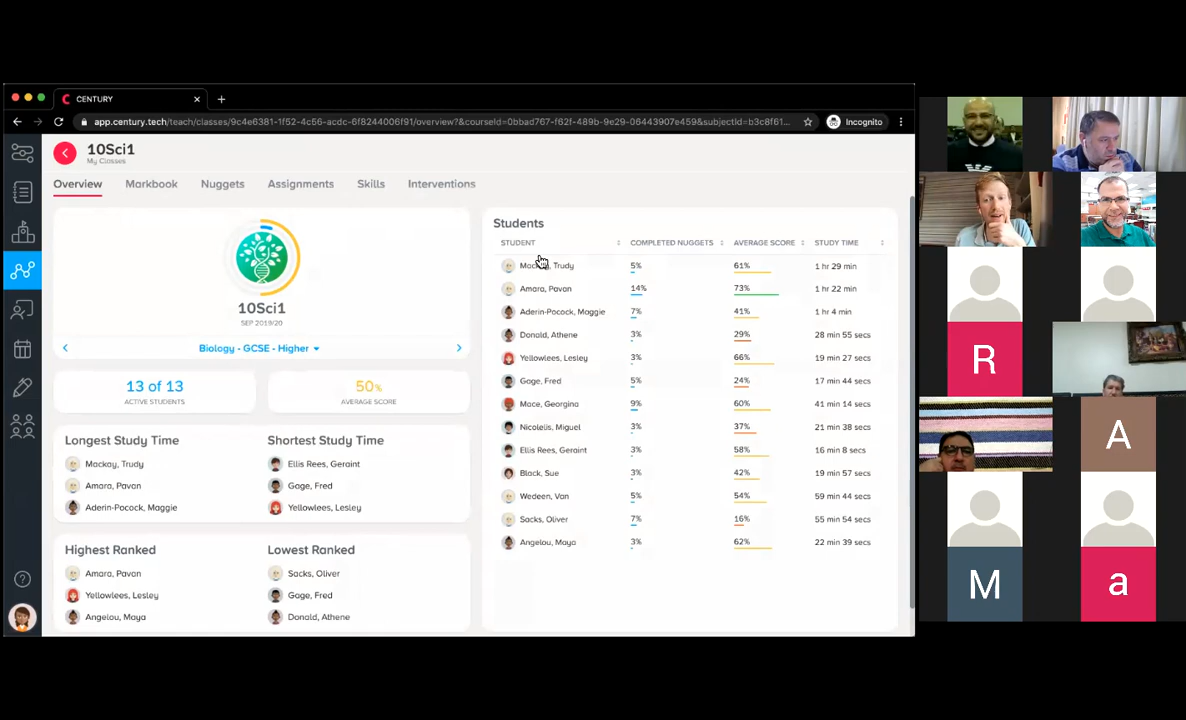 CENTURY
app.century.tech/teach/classes/9c4e6381-1f52-4c56-acdc-6f8244006f91/overview?&courseId=0bbad767-f62f-489b-9e29-06443907e459&subjectId=b3c8f61...
Incognito
10Sci1
My Classes
Overview Markbook Nuggets Assignments Skills Interventions
10Sci1
SEP 2019/20
Biology - GCSE - Higher
13 of 13
ACTIVE STUDENTS
50%
AVERAGE SCORE
Longest Study Time
Mackay, Trudy
Amara, Pavan
Aderin-Pocock, Maggie
Shortest Study Time
Ellis Rees, Geraint
Gage, Fred
Yellowlees, Lesley
Highest Ranked
Amara, Pavan
Yellowlees, Lesley
Angelou, Maya
Lowest Ranked
Sacks, Oliver
Gage, Fred
Donald, Athene
Students
STUDENT COMPLETED NUGGETS AVERAGE SCORE STUDY TIME
Mackay, Trudy 5% 61% 1 hr 29 min
Amara, Pavan 14% 73% 1 hr 22 min
Aderin-Pocock, Maggie 7% 41% 1 hr 4 min
Donald, Athene 3% 29% 28 min 55 secs
Yellowlees, Lesley 3% 66% 19 min 27 secs
Gage, Fred 5% 24% 17 min 44 secs
Mace, Georgina 9% 60% 41 min 14 secs
Nicolelis, Miguel 3% 37% 21 min 38 secs
Ellis Rees, Geraint 3% 58% 16 min 8 secs
Black, Sue 3% 42% 19 min 57 secs
Wedeen, Van 5% 54% 59 min 44 secs
Sacks, Oliver 7% 16% 55 min 54 secs
Angelou, Maya 3% 62% 22 min 39 secs
R
A
M
a